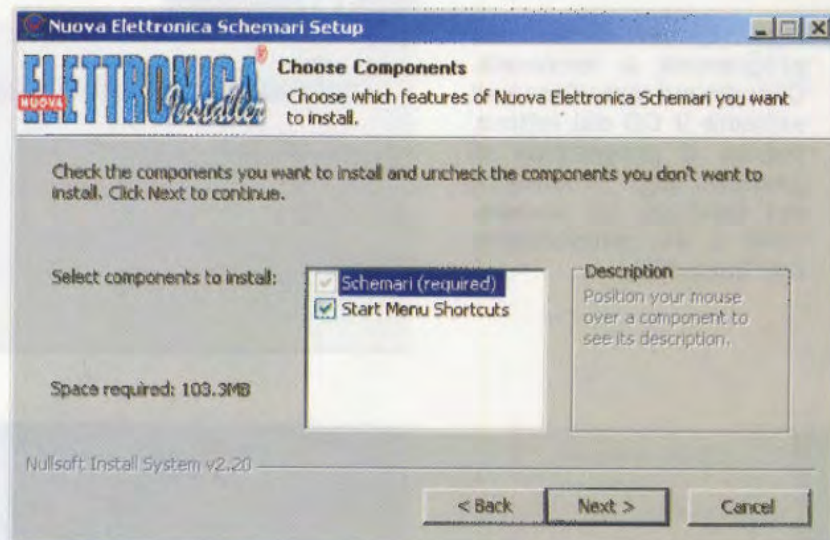 Nuova Elettronica Schemari Setup
NUOVA ELETTRONICA®
Installer
Choose Components
Choose which features of Nuova Elettronica Schemari you want
to install.
Check the components you want to install and uncheck the components you don't want to
install. Click Next to continue.
Select components to install:
Schemari (required)
Start Menu Shortcuts
Description
Position your mouse
over a component to
see its description.
Space required: 103.3MB
Nullsoft Install System v2.20
< Back
Next >
Cancel